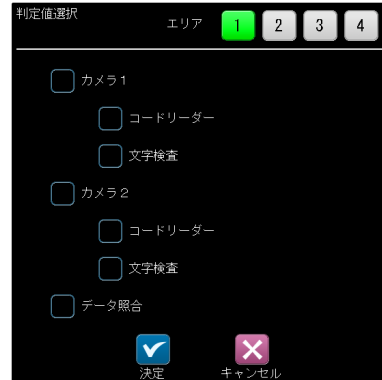 判定値選択
エリア 1 2 3 4
カメラ1
コードリーダー
文字検査
カメラ２
コードリーダー
文字検査
データ照合
決定 キャンセル